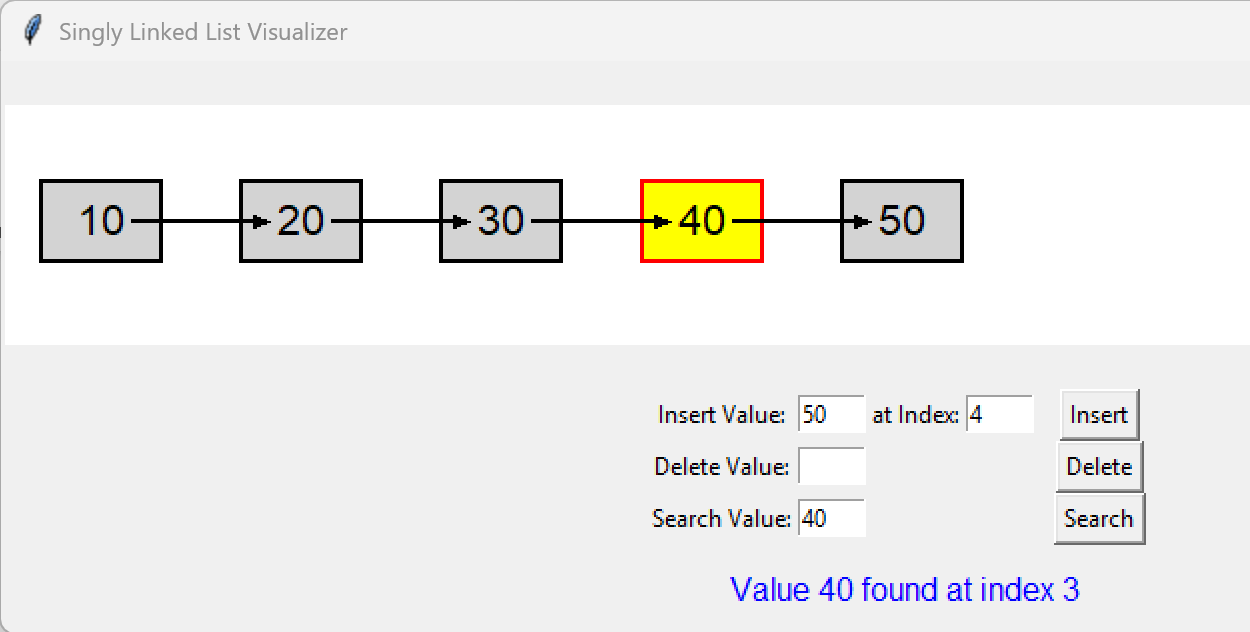 Singly Linked List Visualizer
10 20 30 40 50
Insert Value: 50 at Index: 4 Insert
Delete Value: Delete
Search Value: 40 Search
Value 40 found at index 3